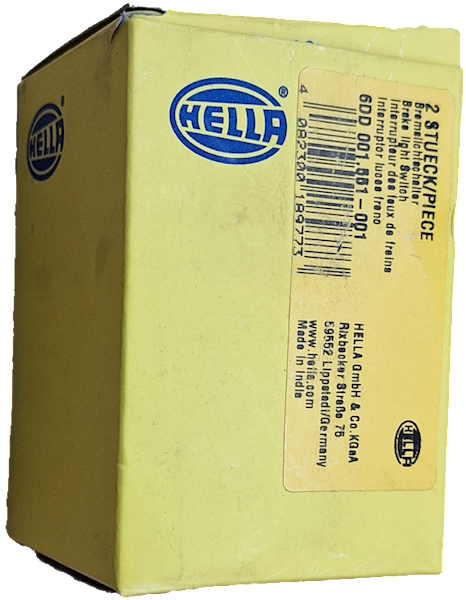 HELLA
HELLA
®
2 STUECK/PIECE
Bremslichtschalter
Brake light Switch
Interrupteur des feux de freins
Interruptor luces freno
6DD 001.551-001
4 082300 189773
HELLA GmbH & Co.KGaA
Rixbecker Straße 75
59552 Lippstadt/Germany
www.hella.com
Made in India
HELLA